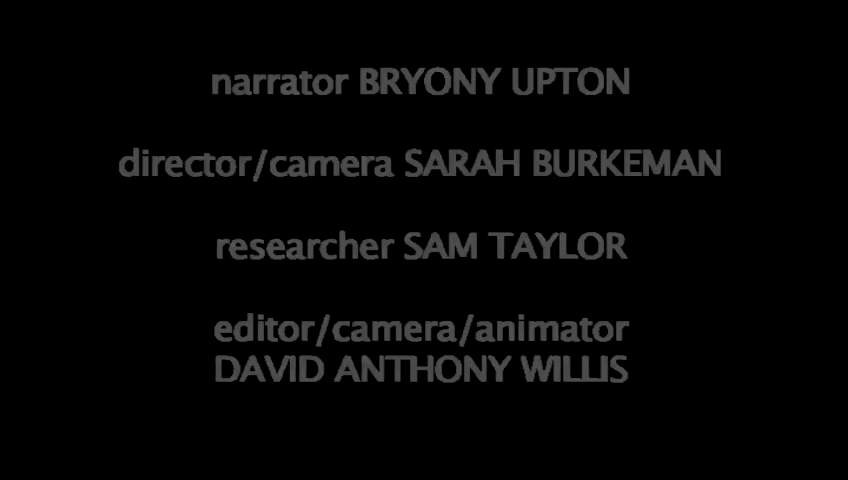 narrator BRYONY UPTON
director/camera SARAH BURKEMAN
researcher SAM TAYLOR
editor/camera/animator
DAVID ANTHONY WILLIS